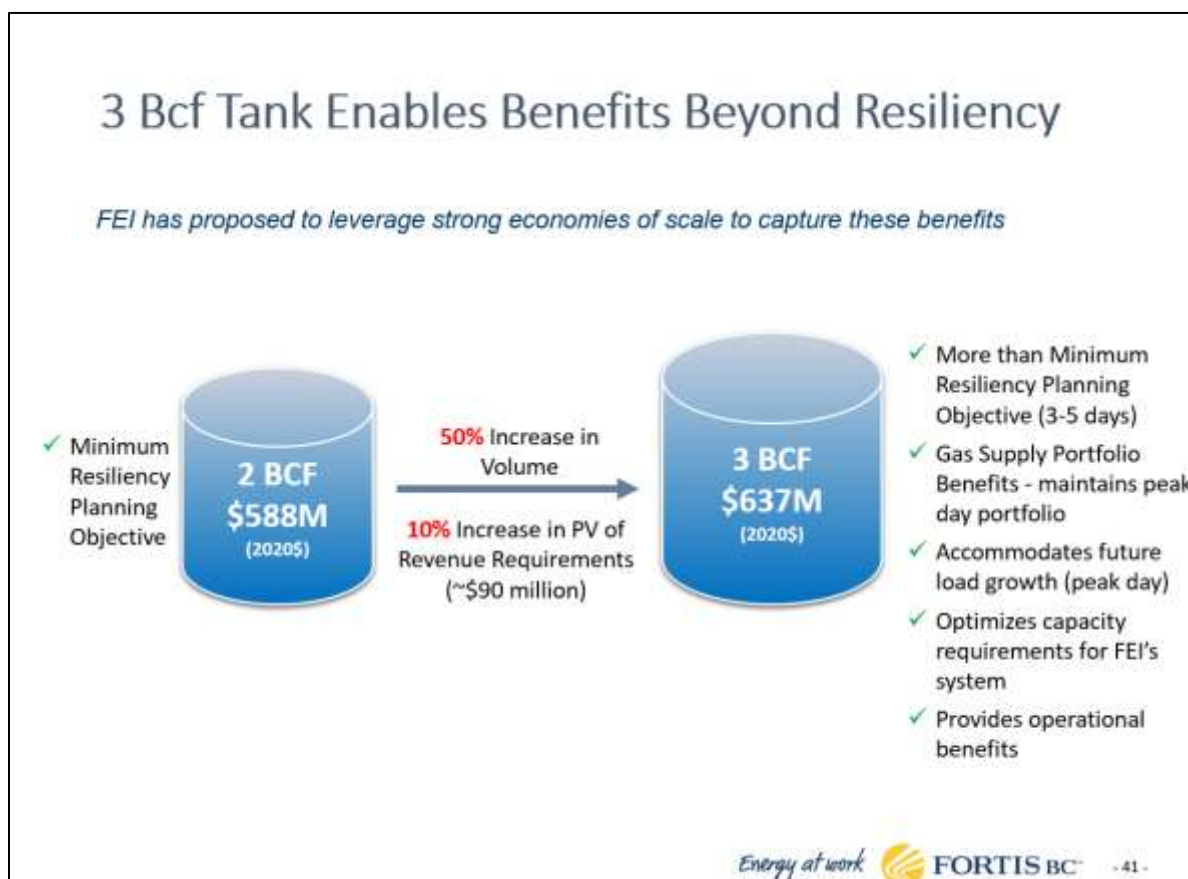 3 Bcf Tank Enables Benefits Beyond Resiliency
FEI has proposed to leverage strong economies of scale to capture these benefits
✓ Minimum
Resiliency
Planning
Objective
2 BCF
$588M
(2020$)
50% Increase in
Volume
10% Increase in PV of
Revenue Requirements
(~$90 million)
3 BCF
$637M
(2020$)
✓ More than Minimum
Resiliency Planning
Objective (3-5 days)
✓ Gas Supply Portfolio
Benefits - maintains peak
day portfolio
✓ Accommodates future
load growth (peak day)
✓ Optimizes capacity
requirements for FEI's
system
✓ Provides operational
benefits
Energy at work FORTIS BC - 41 -